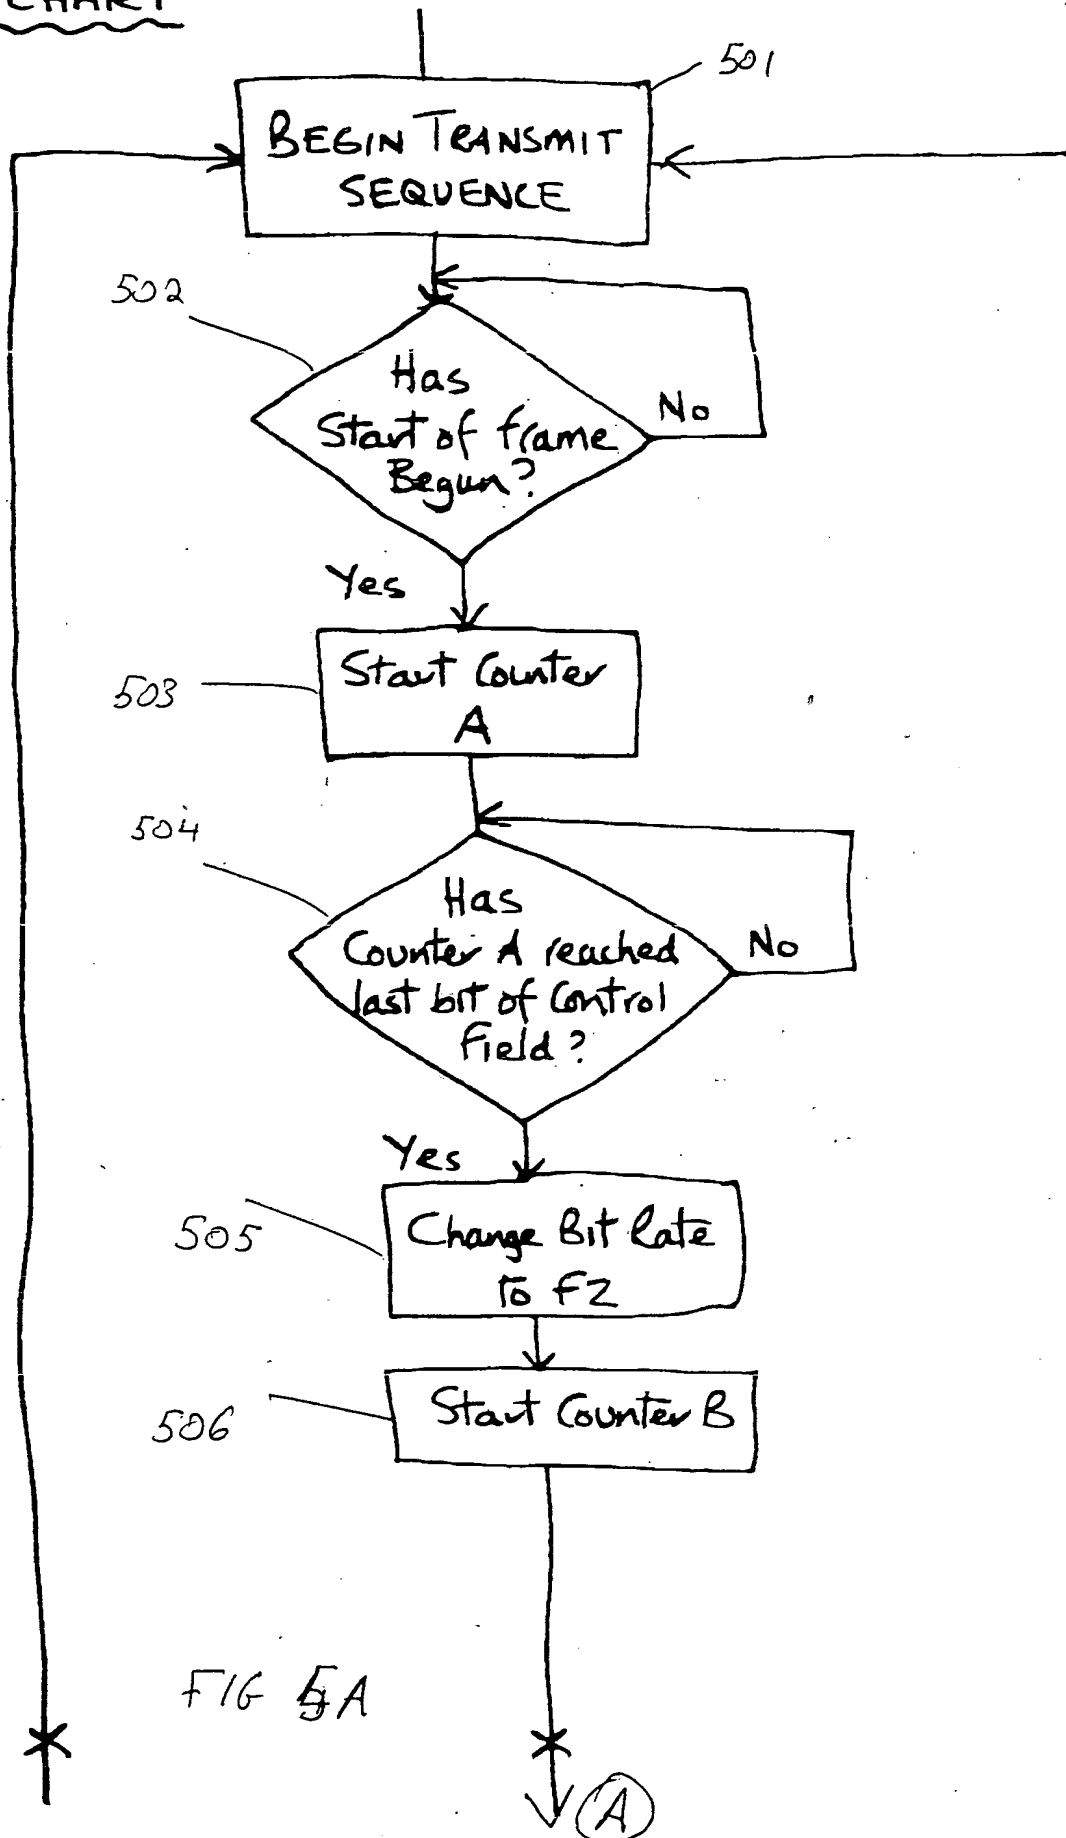 CHART
501
BEGIN TRANSMIT
SEQUENCE
502
Has
Start of frame
Begun?
No
Yes
503
Start Counter
A
504
Has
Counter A reached
last bit of Control
Field?
No
Yes
505
Change Bit Rate
To F2
506
Start Counter B
FIG 5A
A